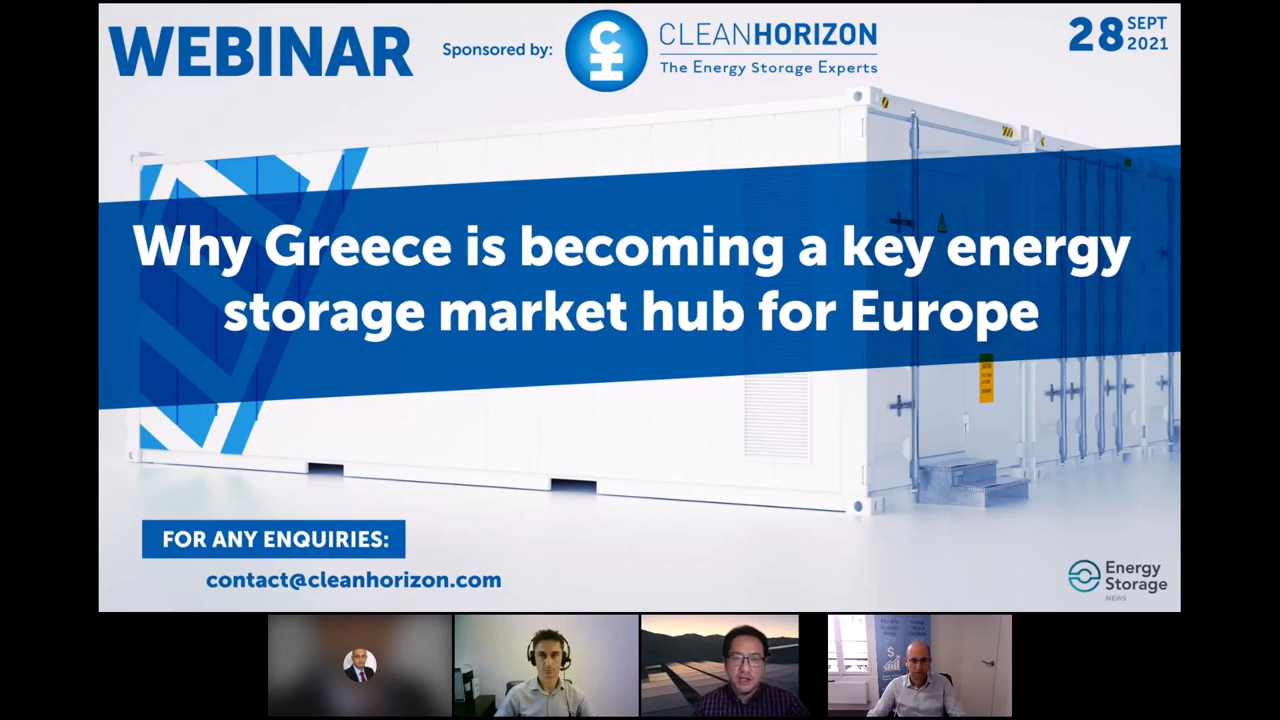 WEBINAR
Sponsored by:
CH
CLEANHORIZON
The Energy Storage Experts
28 SEPT
2021
Why Greece is becoming a key energy
storage market hub for Europe
FOR ANY ENQUIRIES:
contact@cleanhorizon.com
Energy
Storage
NEWS